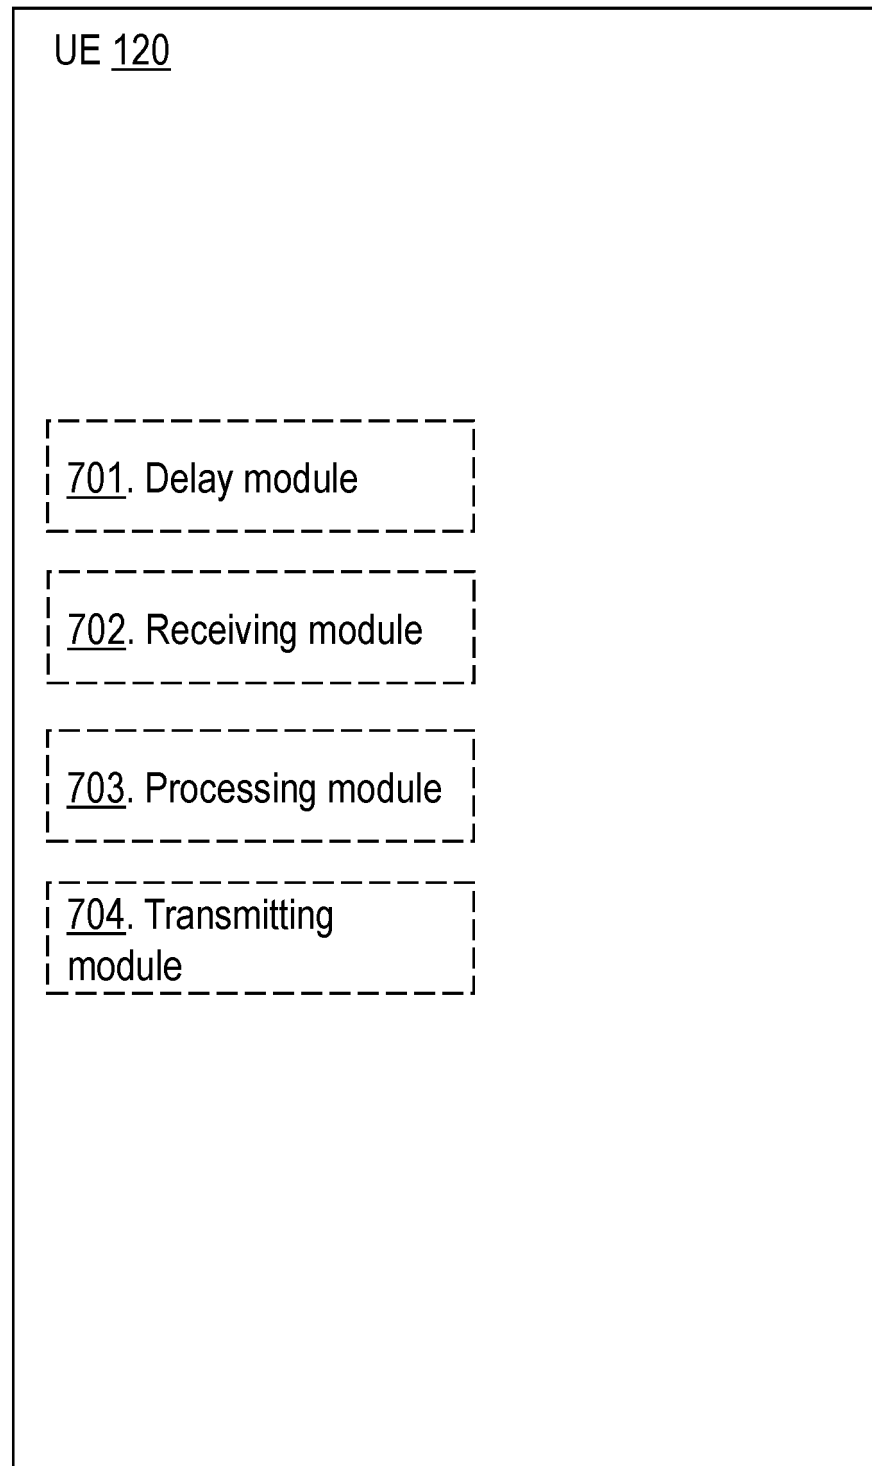 UE 120
701. Delay module
702. Receiving module
703. Processing module
704. Transmitting
module